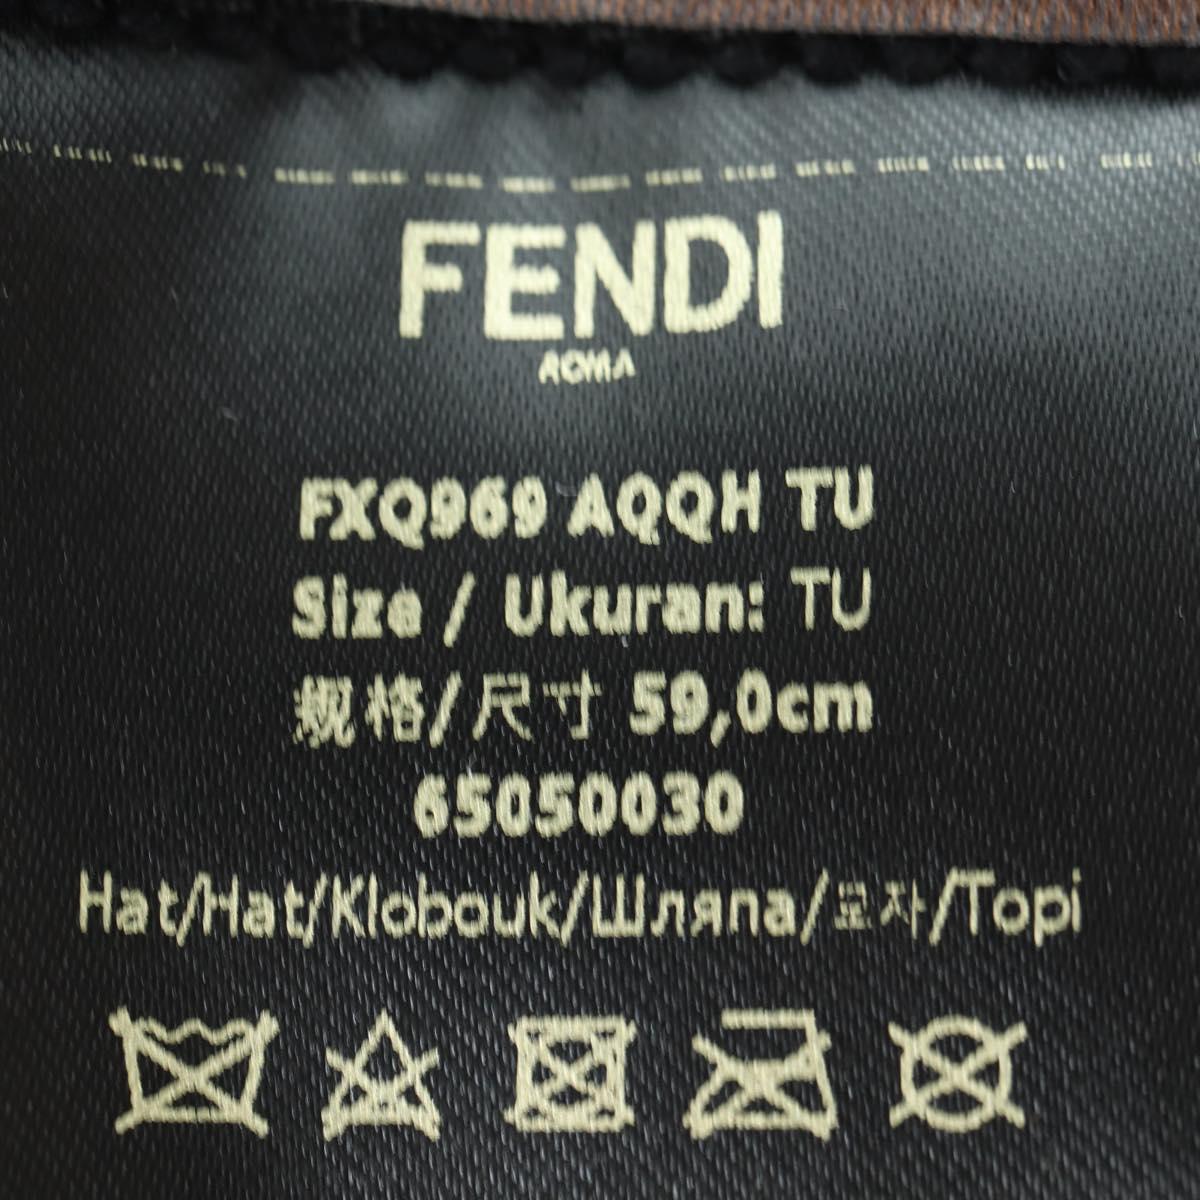 FENDI
ROMA
FXQ969 AQQH TU
Size / Ukuran: TU
规格/尺寸 59,0cm
65050030
Hat/Hat/Klobouk/Шляпа/모자/Topi